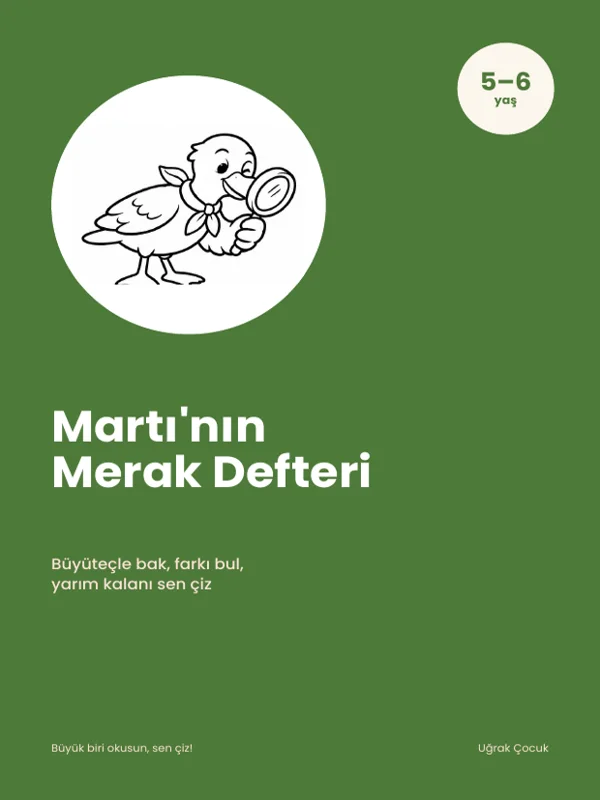 5–6
yaş
Martı'nın
Merak Defteri
Büyüteçle bak, farkı bul,
yarım kalanı sen çiz
Büyük biri okusun, sen çiz!
Uğrak Çocuk